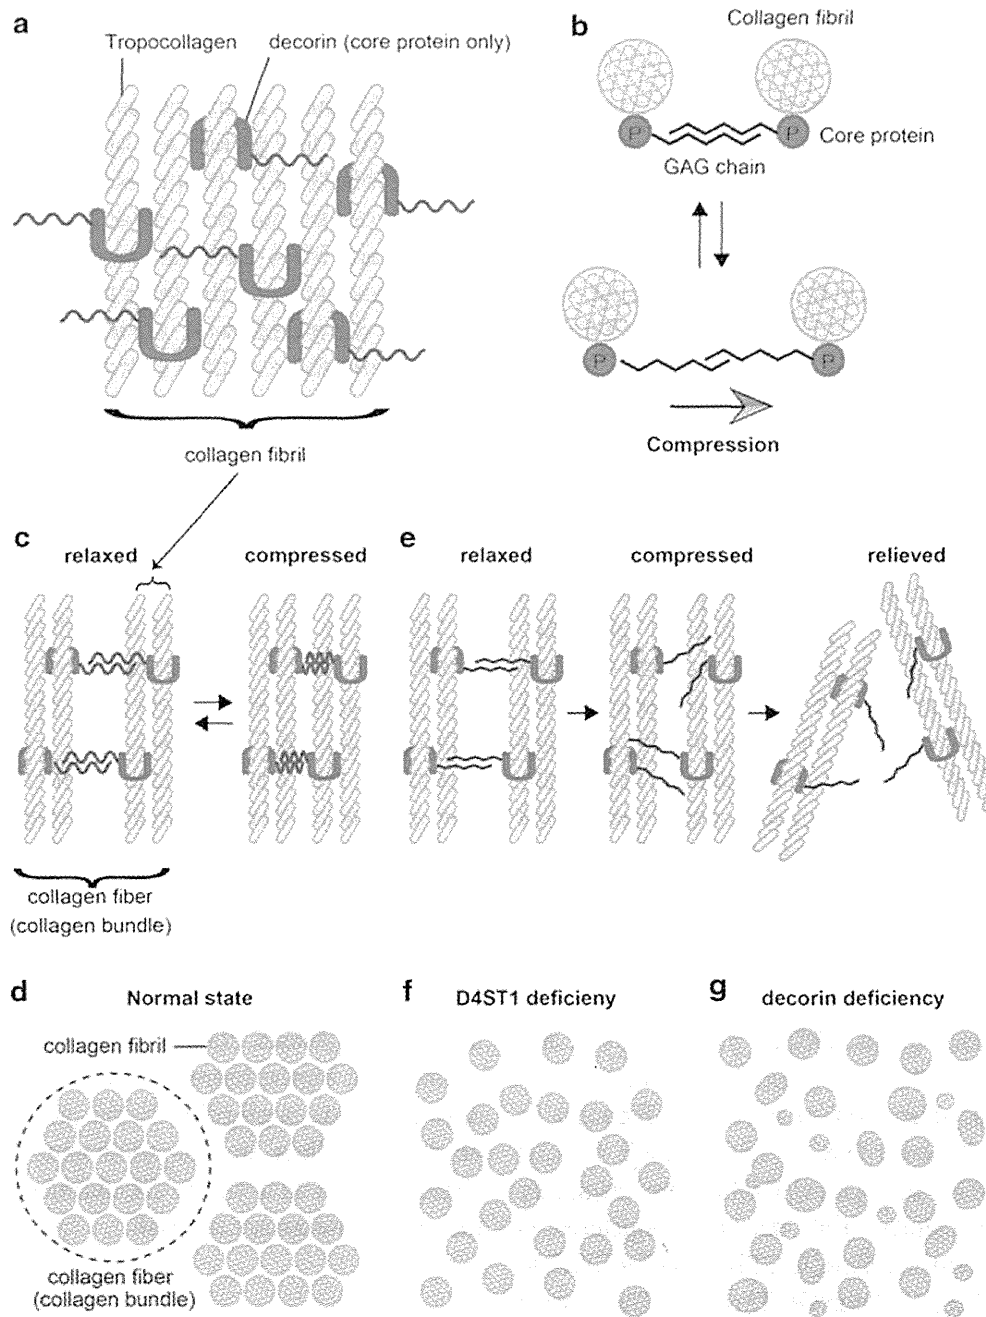 a
Tropocollagen
decorin (core protein only)
collagen fibril
b
Collagen fibril
P
P
Core protein
GAG chain
P
P
Compression
c
relaxed
compressed
collagen fiber
(collagen bundle)
e
relaxed
compressed
relieved
d
Normal state
collagen fibril
collagen fiber
(collagen bundle)
f
D4ST1 deficieny
g
decorin deficiency